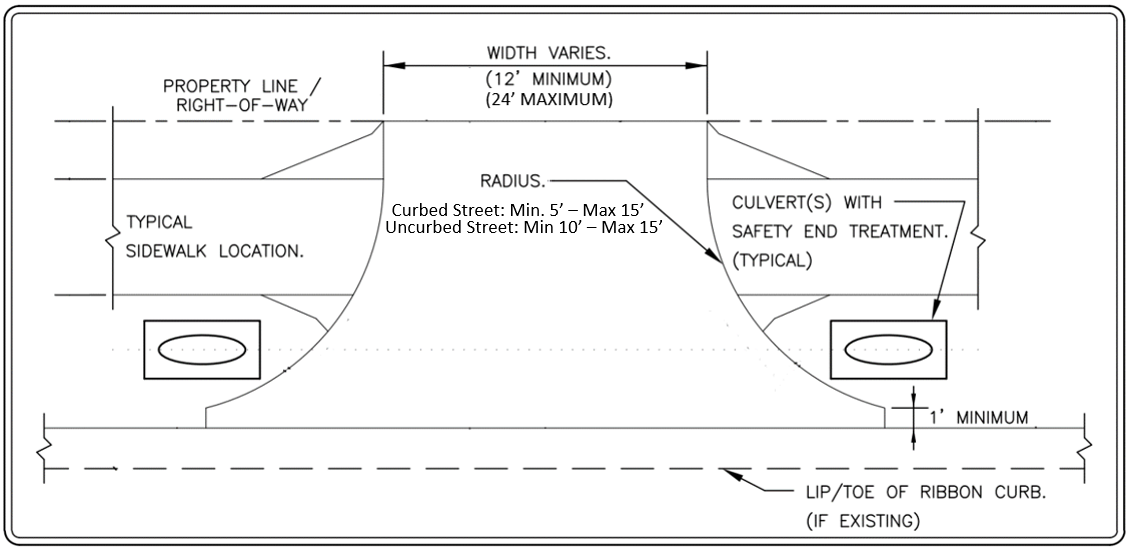 WIDTH VARIES.
(12' MINIMUM)
(24' MAXIMUM)
PROPERTY LINE /
RIGHT-OF-WAY
RADIUS.
Curbed Street: Min. 5' – Max 15'
Uncurbed Street: Min 10' – Max 15'
TYPICAL
SIDEWALK LOCATION.
CULVERT(S) WITH
SAFETY END TREATMENT.
(TYPICAL)
1' MINIMUM
LIP/TOE OF RIBBON CURB.
(IF EXISTING)